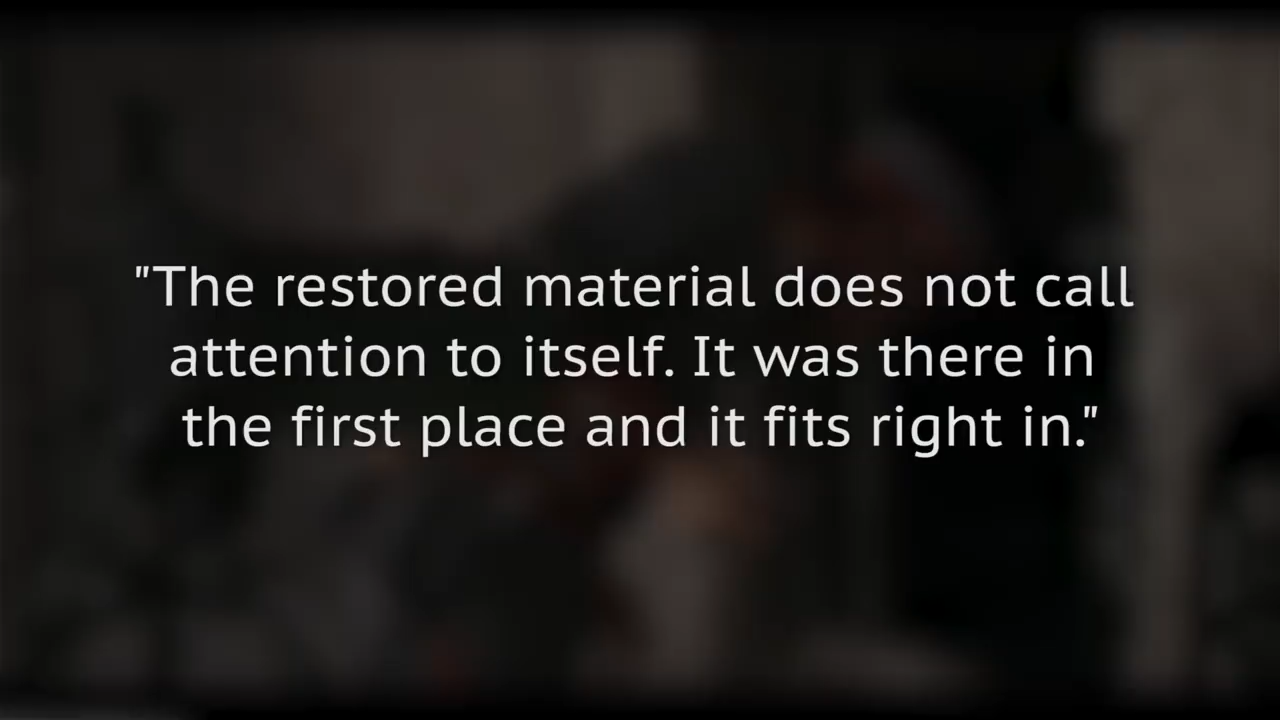 "The restored material does not call
attention to itself. It was there in
the first place and it fits right in."